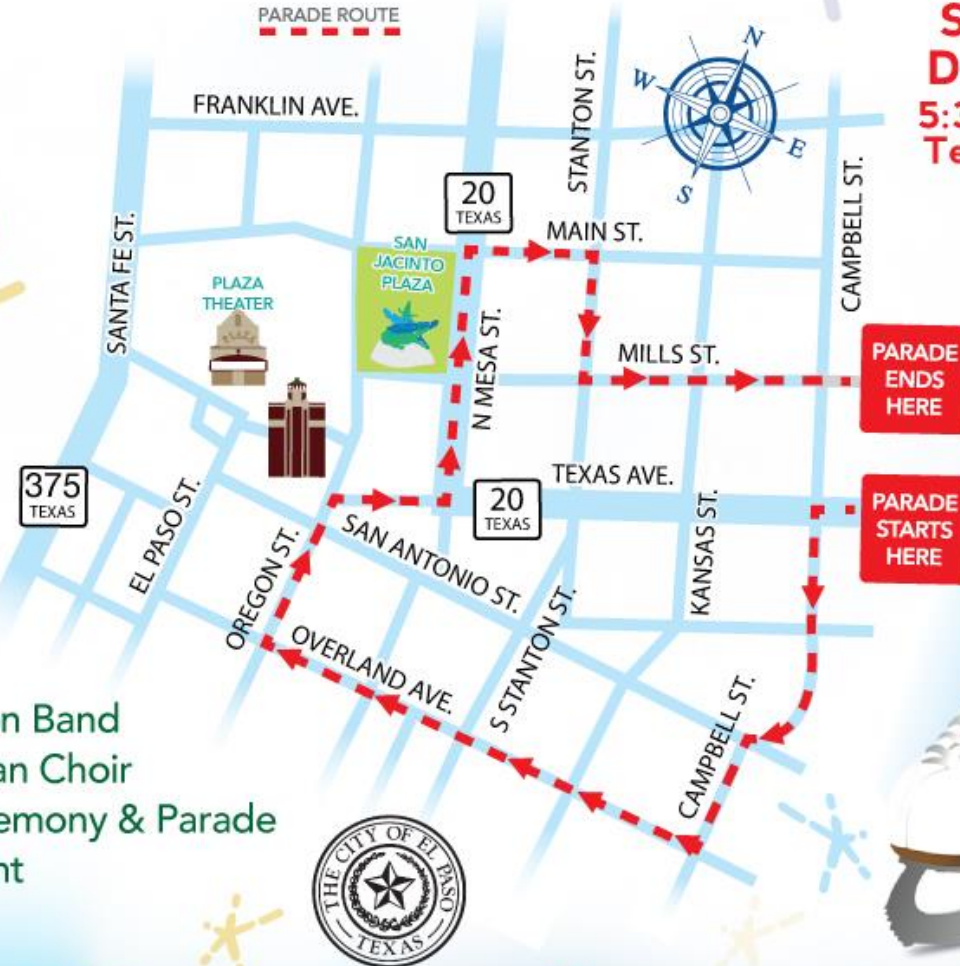 PARADE ROUTE
S
D
5:3
Te
N
W
E
S
FRANKLIN AVE.
STANTON ST.
CAMPBELL ST.
SANTA FE ST.
20
TEXAS
MAIN ST.
SAN
JACINTO
PLAZA
PLAZA
THEATER
PLAZA
N MESA ST.
MILLS ST.
PARADE
ENDS
HERE
375
TEXAS
TEXAS AVE.
20
TEXAS
PARADE
STARTS
HERE
EL PASO ST.
OREGON ST.
SAN ANTONIO ST.
KANSAS ST.
S STANTON ST.
OVERLAND AVE.
CAMPBELL ST.
n Band
an Choir
emony & Parade
nt
THE CITY OF EL PASO
TEXAS